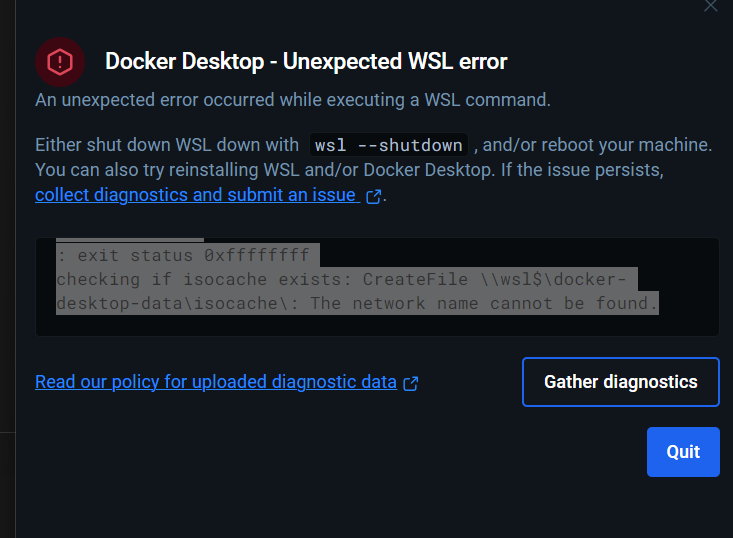 Docker Desktop - Unexpected WSL error
An unexpected error occurred while executing a WSL command.
Either shut down WSL down with wsl --shutdown , and/or reboot your machine.
You can also try reinstalling WSL and/or Docker Desktop. If the issue persists,
collect diagnostics and submit an issue .
: exit status 0xffffffff
checking if isocache exists: CreateFile \\wsl$\docker-
desktop-data\isocache\: The network name cannot be found.
Read our policy for uploaded diagnostic data
Gather diagnostics
Quit